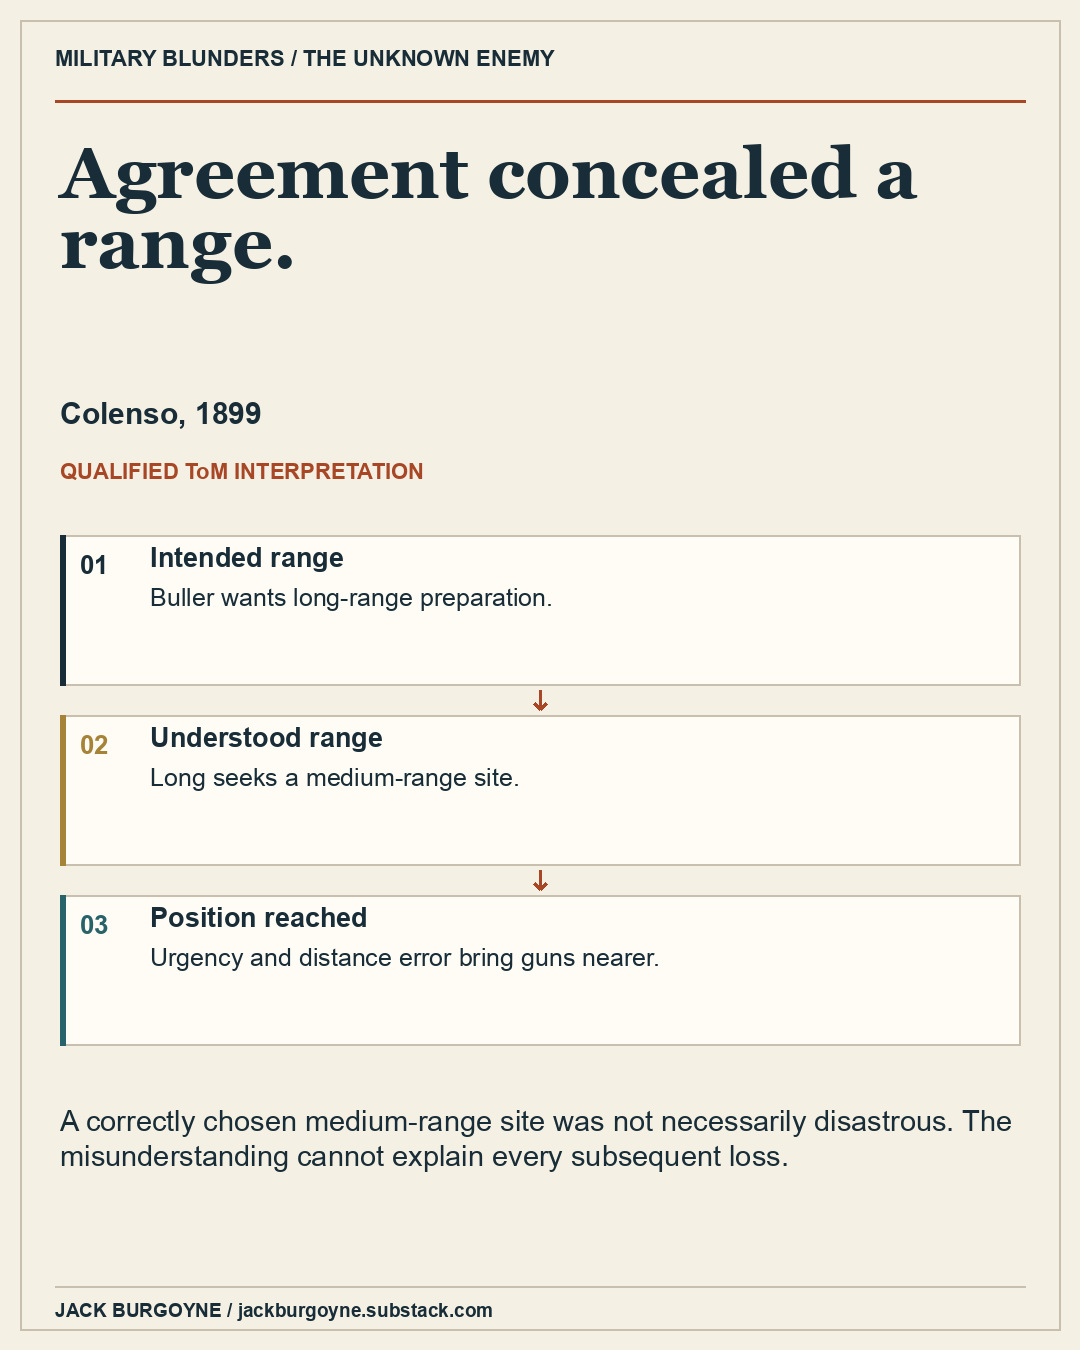 MILITARY BLUNDERS / THE UNKNOWN ENEMY
Agreement concealed a
range.
Colenso, 1899
QUALIFIED ToM INTERPRETATION
01
Intended range
Buller wants long-range preparation.
02
Understood range
Long seeks a medium-range site.
03
Position reached
Urgency and distance error bring guns nearer.
A correctly chosen medium-range site was not necessarily disastrous. The
misunderstanding cannot explain every subsequent loss.
JACK BURGOYNE / jackburgoyne.substack.com